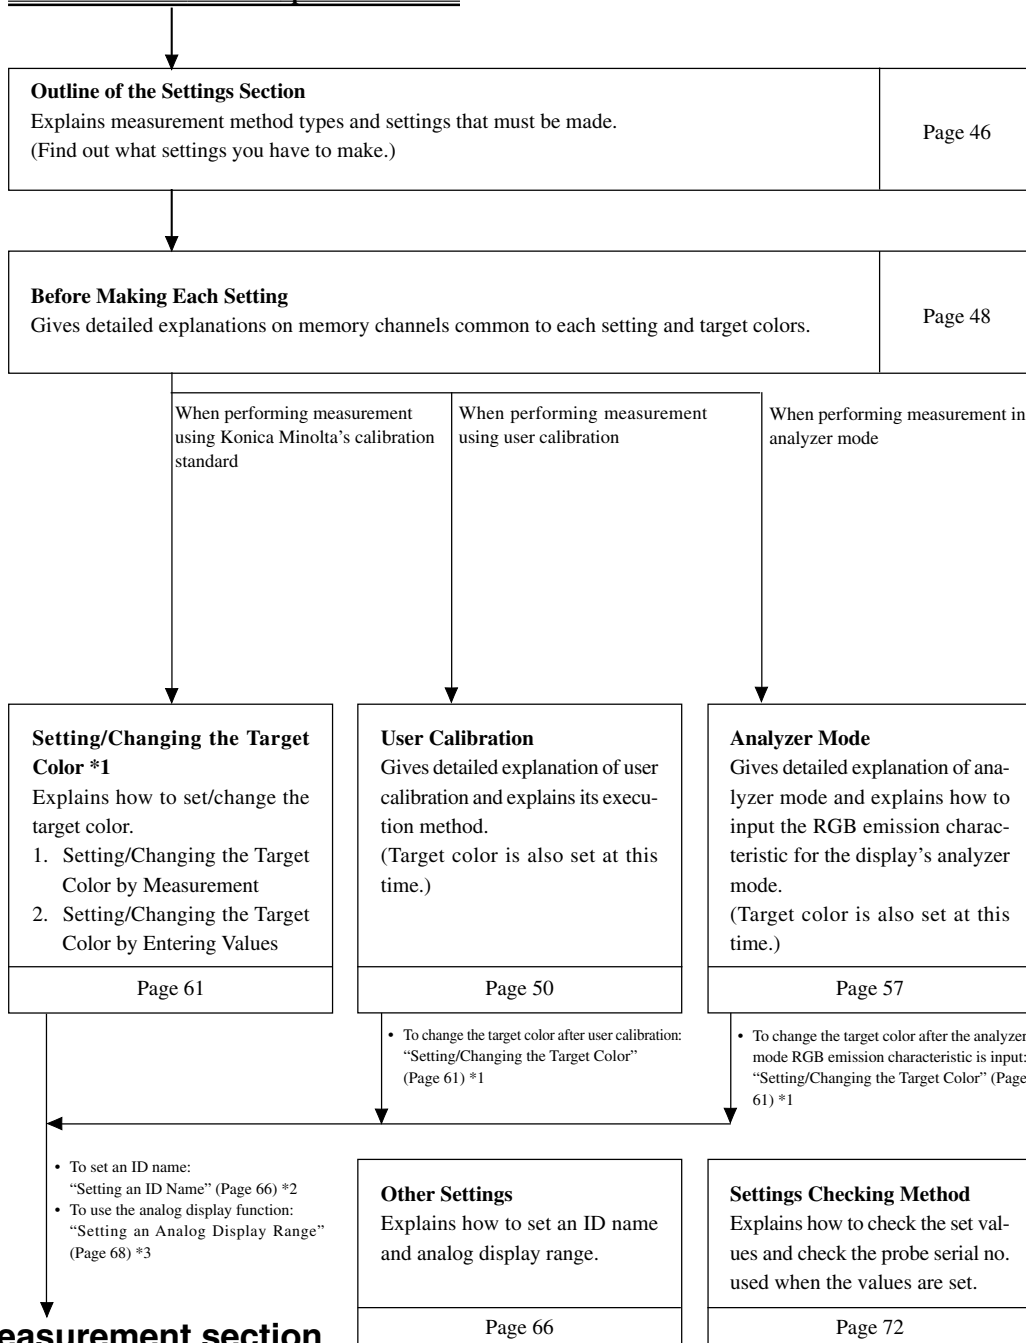 Outline of the Settings Section
Explains measurement method types and settings that must be made.
(Find out what settings you have to make.)
Page 46
Before Making Each Setting
Gives detailed explanations on memory channels common to each setting and target colors.
Page 48
When performing measurement
using Konica Minolta's calibration
standard
When performing measurement
using user calibration
When performing measurement in
analyzer mode
Setting/Changing the Target
Color *1
Explains how to set/change the
target color.
1. Setting/Changing the Target
Color by Measurement
2. Setting/Changing the Target
Color by Entering Values
Page 61
User Calibration
Gives detailed explanation of user
calibration and explains its execu-
tion method.
(Target color is also set at this
time.)
Page 50
Analyzer Mode
Gives detailed explanation of ana-
lyzer mode and explains how to
input the RGB emission charac-
teristic for the display's analyzer
mode.
(Target color is also set at this
time.)
Page 57
• To change the target color after user calibration:
"Setting/Changing the Target Color"
(Page 61) *1
• To change the target color after the analyzer
mode RGB emission characteristic is input:
"Setting/Changing the Target Color" (Page
61) *1
• To set an ID name:
"Setting an ID Name" (Page 66) *2
• To use the analog display function:
"Setting an Analog Display Range"
(Page 68) *3
Other Settings
Explains how to set an ID name
and analog display range.
Page 66
Settings Checking Method
Explains how to check the set val-
ues and check the probe serial no.
used when the values are set.
Page 72
easurement section